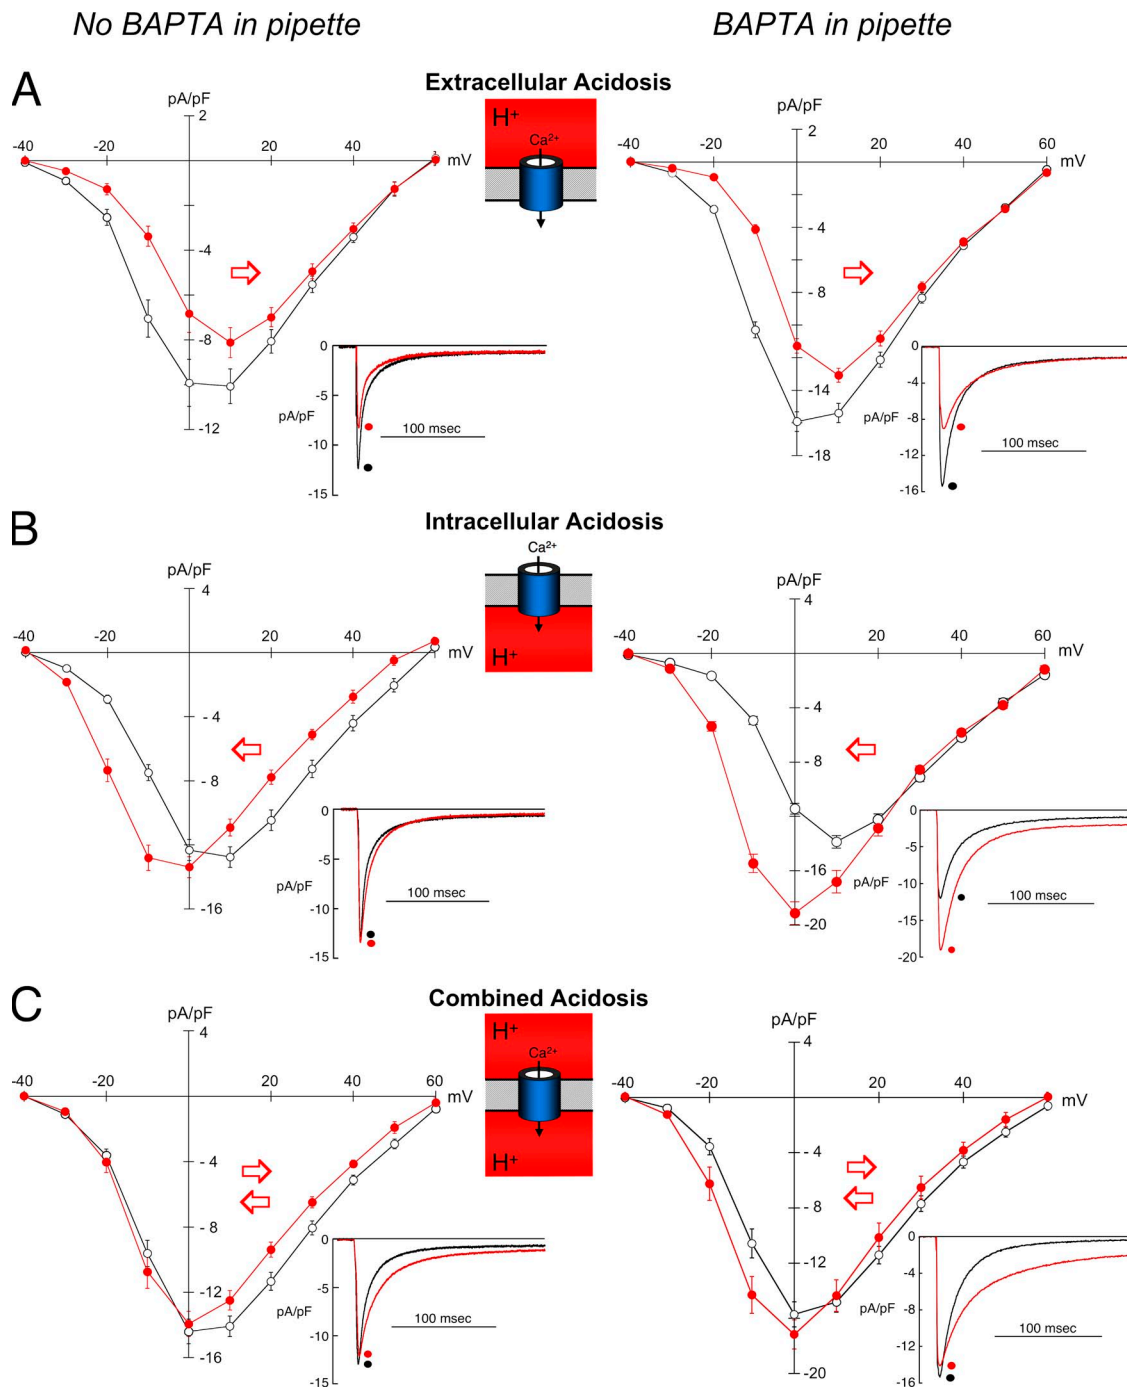 No BAPTA in pipette
BAPTA in pipette
A
Extracellular Acidosis
pA/pF
2
-40
-20
20
40
60
mV
-4
-8
-12
0
-5
-10
-15
pA/pF
100 msec
H+
Ca2+
pA/pF
2
-40
-20
20
40
60
mV
-4
-8
-14
-18
0
-4
-8
-12
-16
pA/pF
100 msec
B
Intracellular Acidosis
pA/pF
4
-40
-20
20
40
60
mV
-4
-8
-16
0
-5
-10
-15
pA/pF
100 msec
Ca2+
H+
pA/pF
4
-40
-20
20
40
60
mV
-4
-8
-16
-20
0
-5
-10
-15
-20
pA/pF
100 msec
C
Combined Acidosis
pA/pF
4
-40
-20
20
40
60
mV
-4
-8
-12
-16
0
-5
-10
-15
pA/pF
100 msec
H+
Ca2+
H+
pA/pF
4
-40
-20
20
40
60
mV
-4
-8
-12
-20
0
-4
-8
-12
-16
pA/pF
100 msec